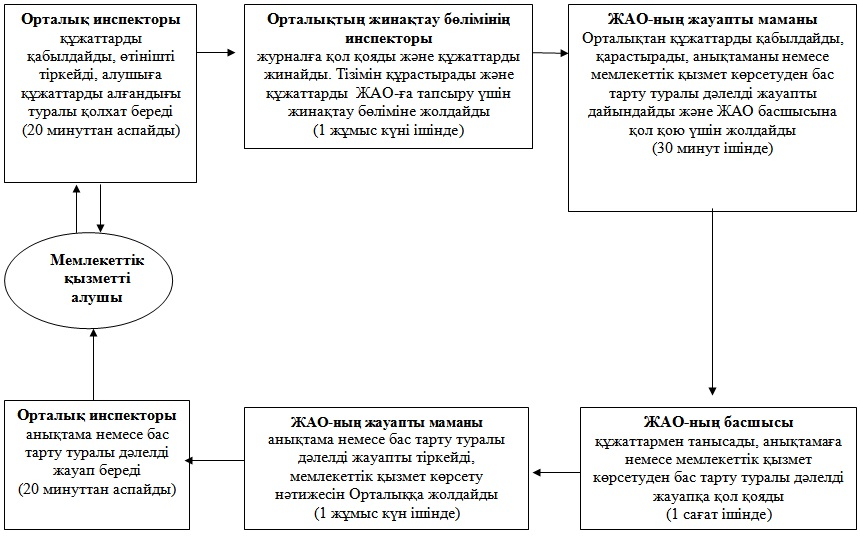 Орталық инспекторы
құжаттарды
қабылдайды, өтінішті
тіркейді, алушыға
құжаттарды алғандығы
туралы қолхат береді
(20 минуттан аспайды)
Орталықтың жинақтау бөлімінің
инспекторы
журналға қол қояды және құжаттарды
жинайды. Тізімін құрастырады және
құжаттарды ЖАО-ға тапсыру үшін
жинақтау бөліміне жолдайды
(1 жұмыс күні ішінде)
ЖАО-ның жауапты маманы
Орталықтан құжаттарды қабылдайды,
қарастырады, анықтаманы немесе
мемлекеттік қызмет көрсетуден бас
тарту туралы дәлелді жауапты
дайындайды және ЖАО басшысына
қол қою үшін жолдайды
(30 минут ішінде)
Мемлекеттік
қызметті
алушы
Орталық инспекторы
анықтама немесе бас
тарту туралы дәлелді
жауап береді
(20 минуттан аспайды)
ЖАО-ның жауапты маманы
анықтама немесе бас тарту туралы
дәлелді жауапты тіркейді,
мемлекеттік қызмет көрсету
нәтижесін Орталыққа жолдайды
(1 жұмыс күн ішінде)
ЖАО-ның басшысы
құжаттармен танысады, анықтамаға
немесе мемлекеттік қызмет
көрсетуден бас тарту туралы дәлелді
жауапқа қол қояды
(1 сағат ішінде)